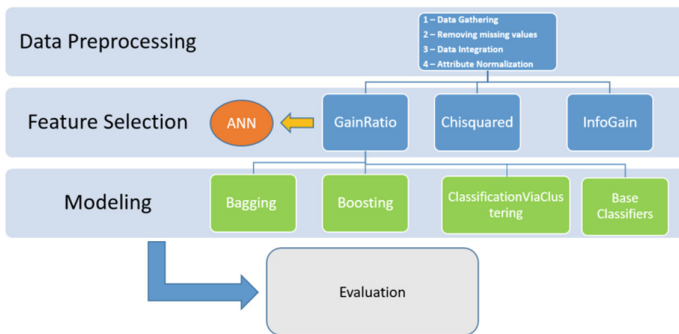 Data Preprocessing
1 – Data Gathering
2 – Removing missing values
3 – Data Integration
4 – Attribute Normalization
Feature Selection
ANN
GainRatio
Chisquared
InfoGain
Modeling
Bagging
Boosting
ClassificationViaClus
tering
Base
Classifiers
Evaluation